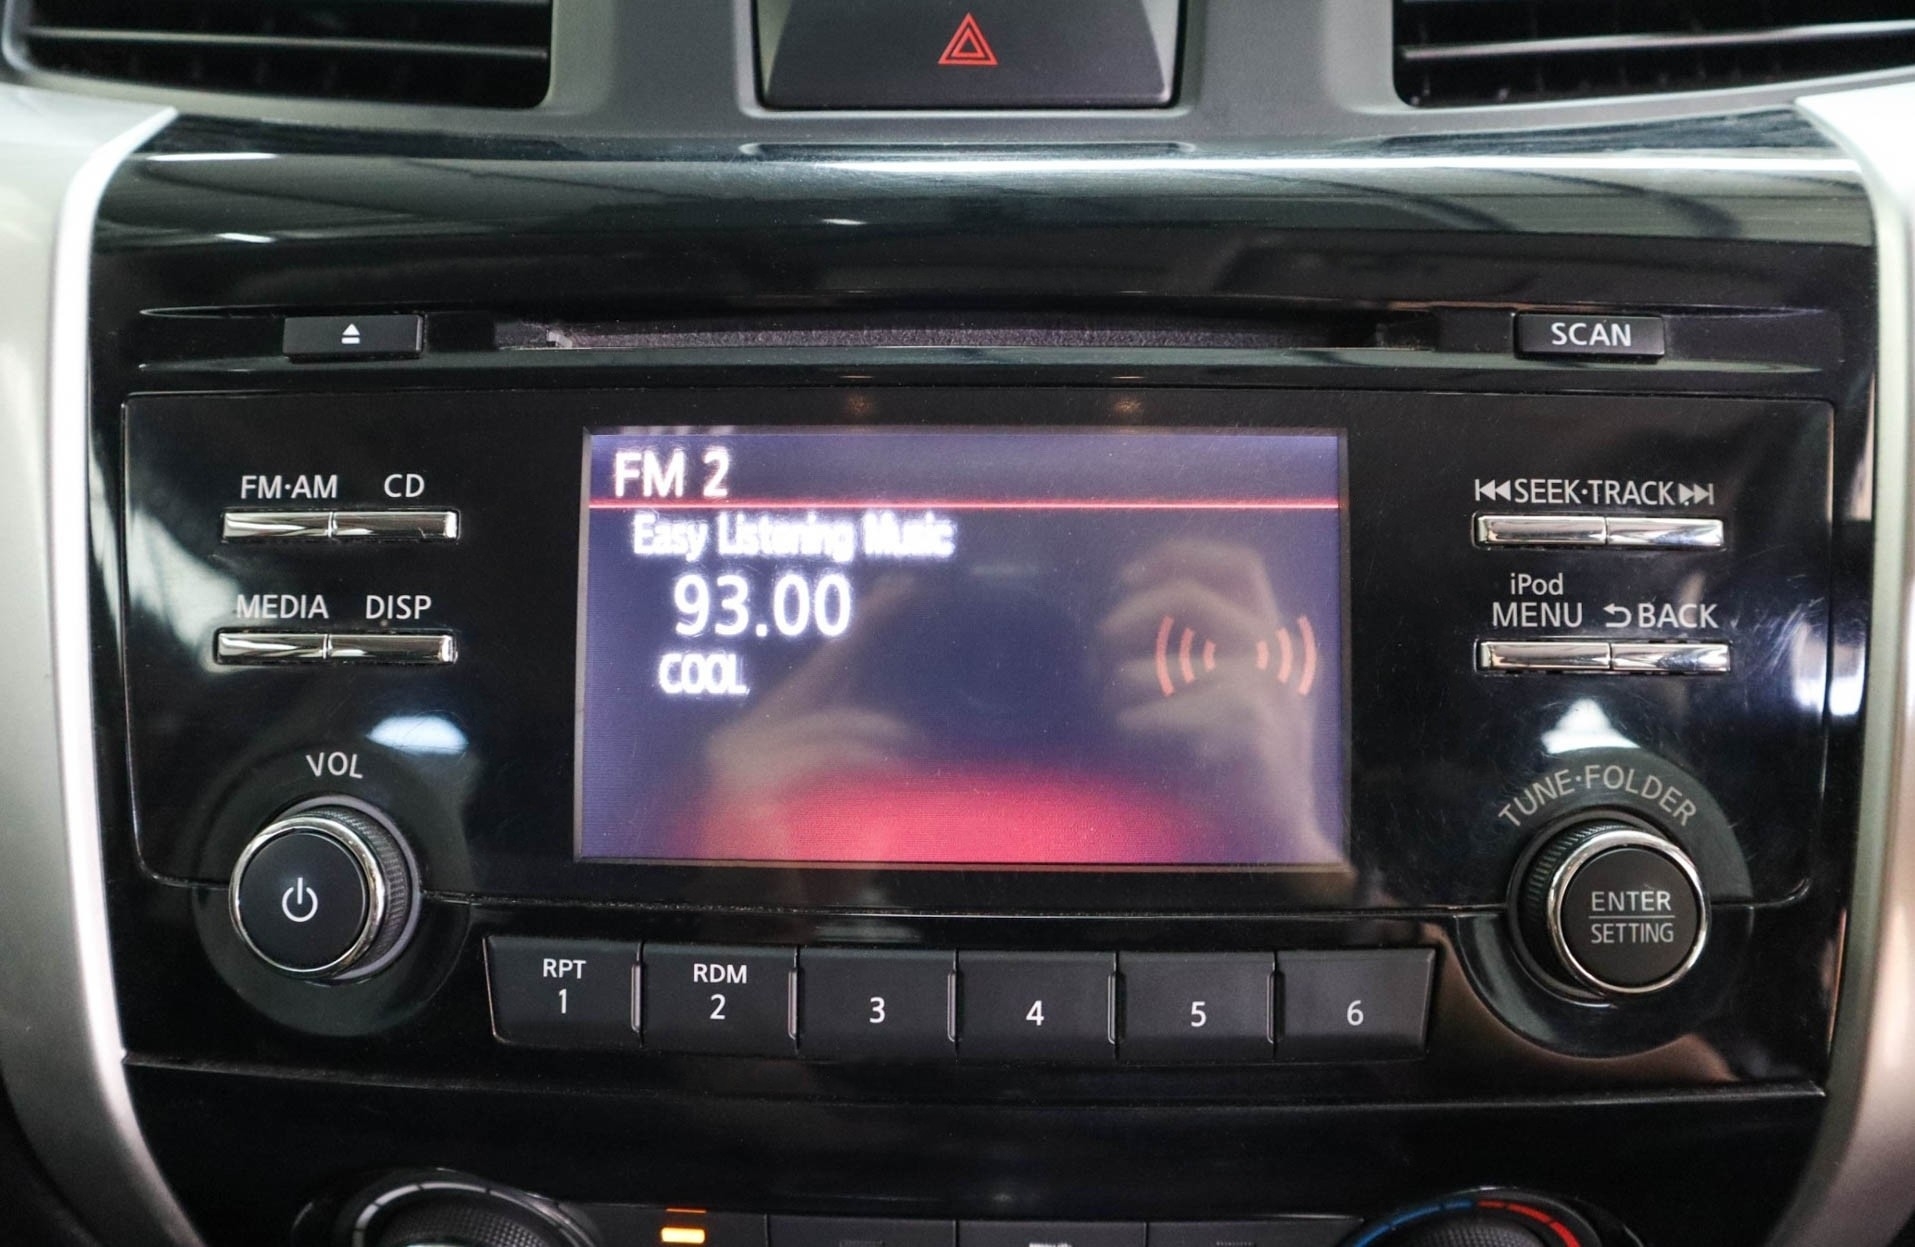 SCAN
FM·AM CD
FM 2
SEEK·TRACK
Easy Listening Music
93.00
COOL
MEDIA DISP
iPod
MENU BACK
VOL
TUNE·FOLDER
ENTER
SETTING
RPT
1
RDM
2
3
4
5
6